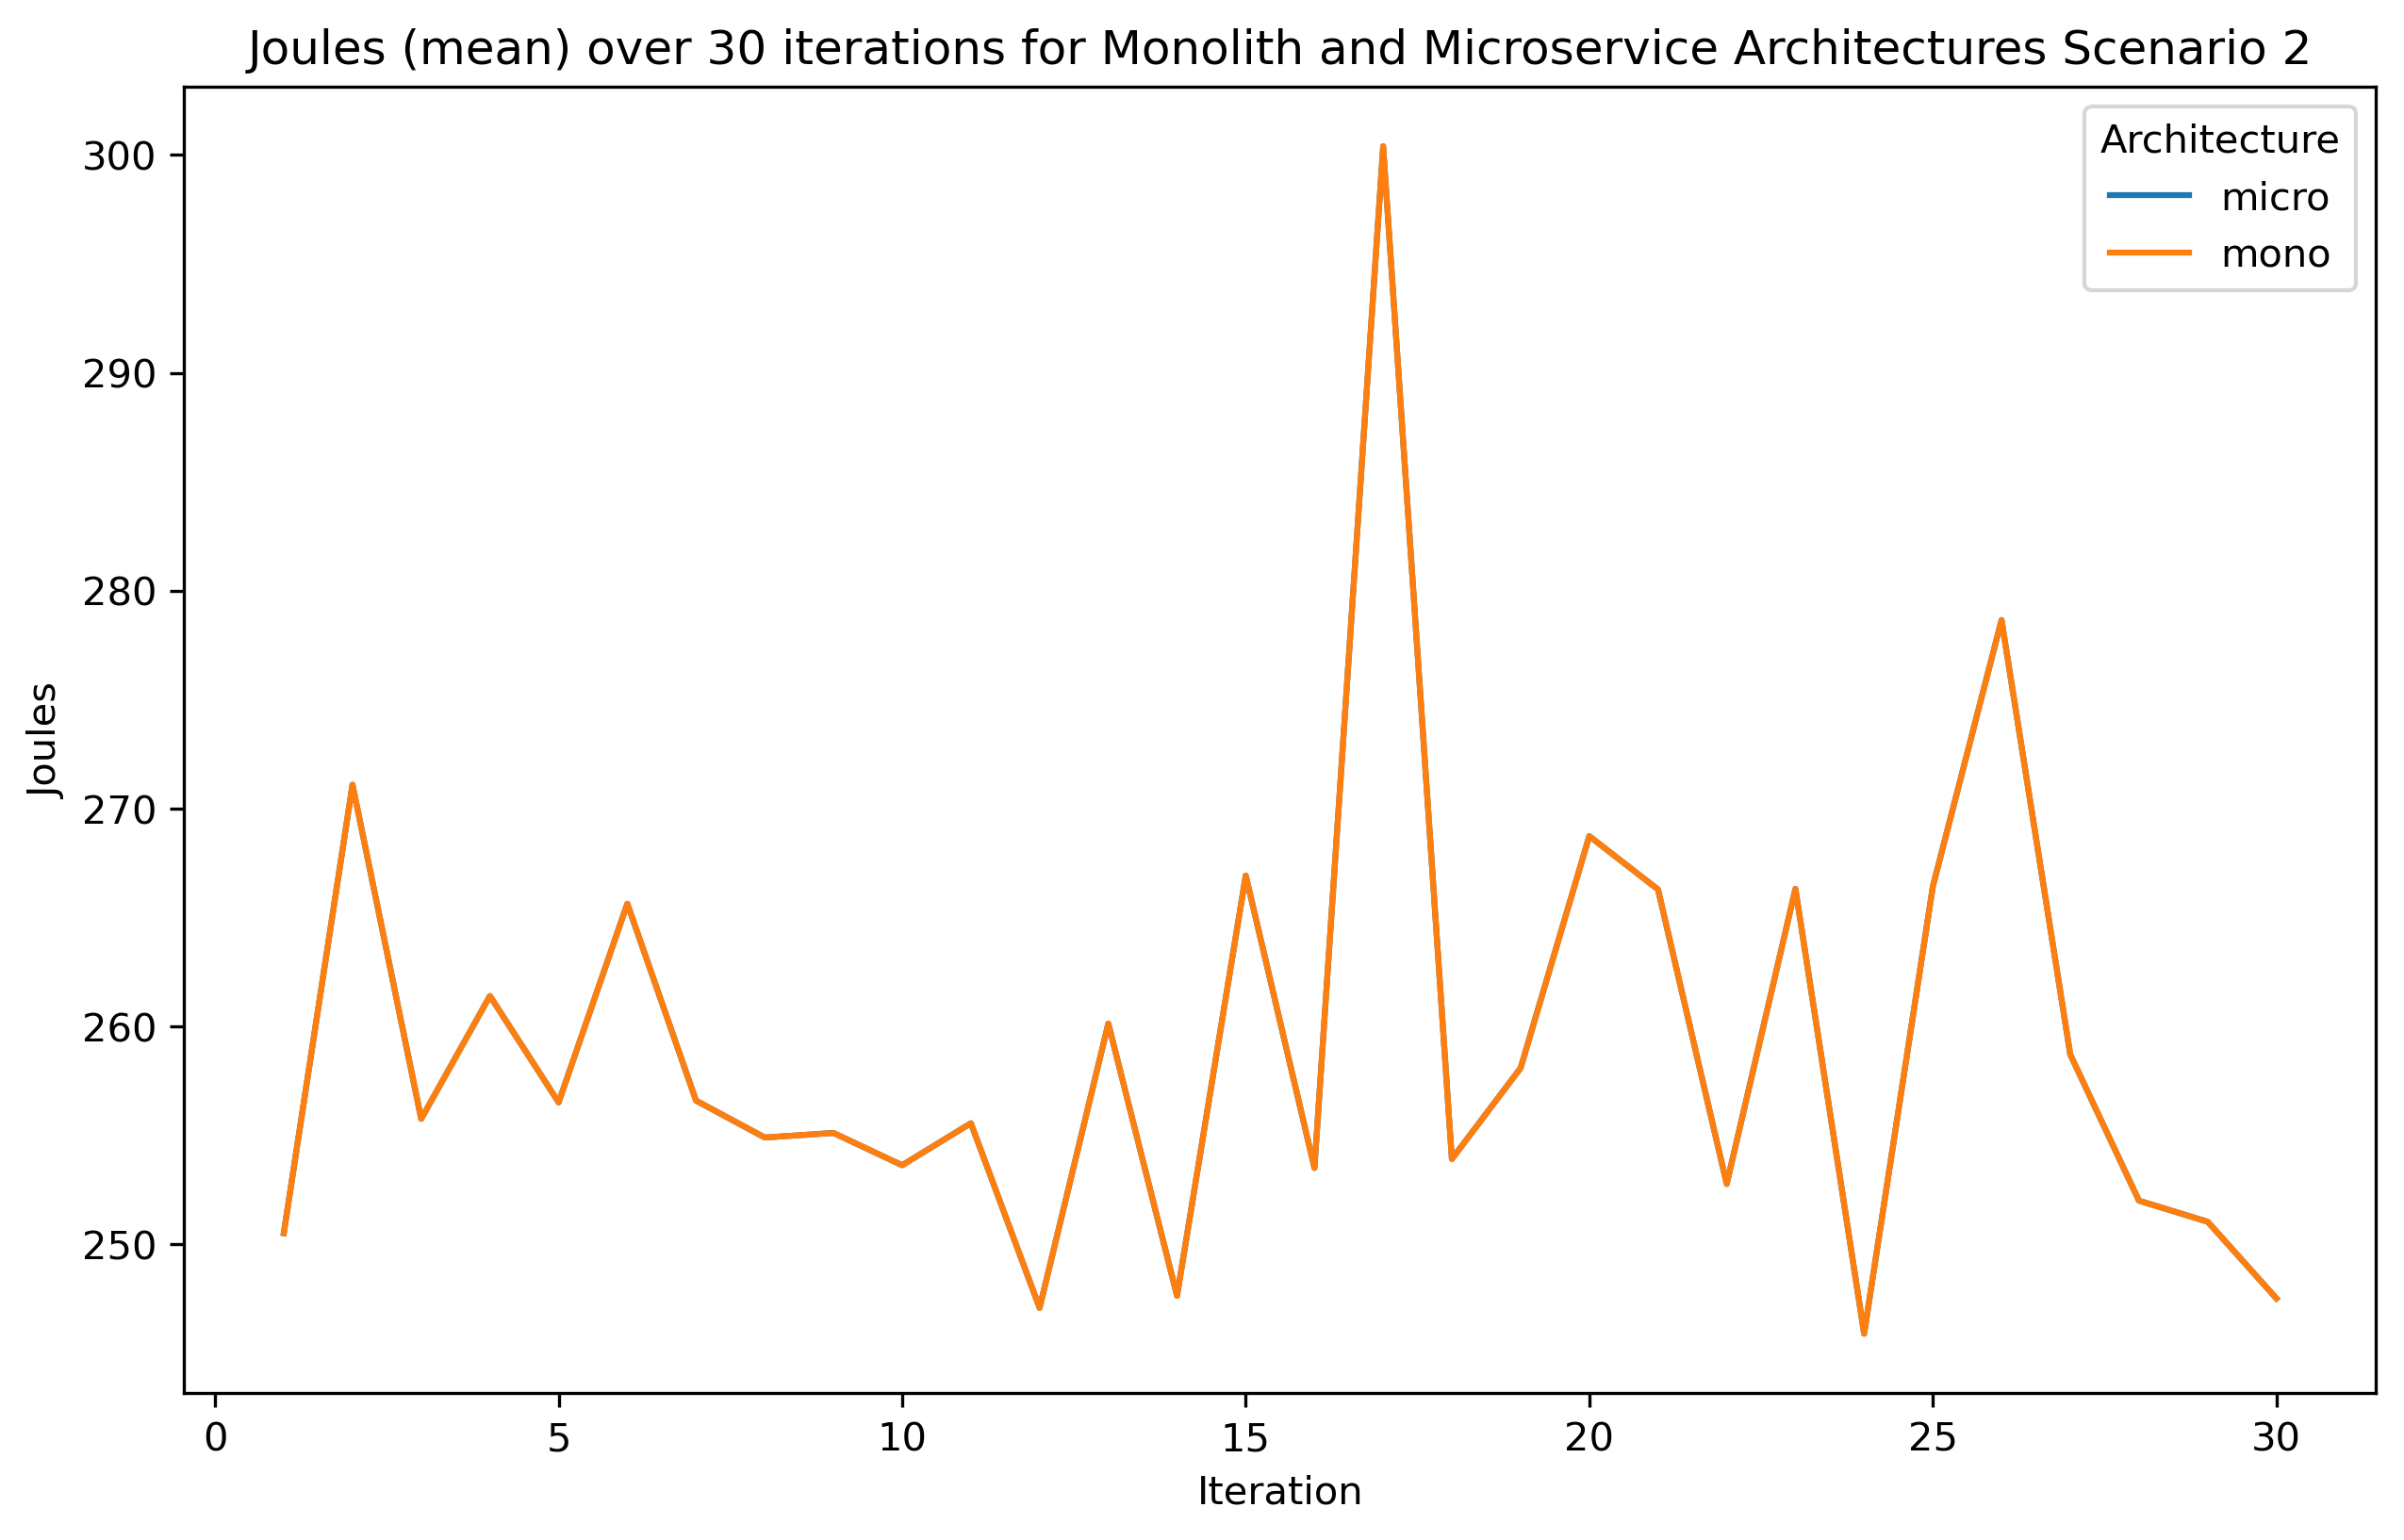 Joules (mean) over 30 iterations for Monolith and Microservice Architectures Scenario 2
Architecture
micro
mono
300
290
280
270
260
250
Joules
0 5 10 15 20 25 30
Iteration